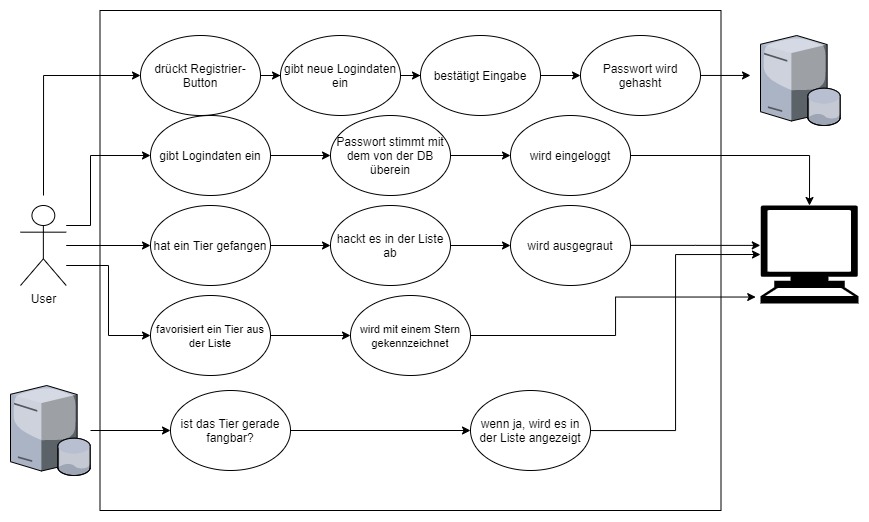 drückt Registrier-
Button
gibt neue Logindaten
ein
bestätigt Eingabe
Passwort wird
gehasht
gibt Logindaten ein
Passwort stimmt mit
dem von der DB
überein
wird eingeloggt
hat ein Tier gefangen
hackt es in der Liste
ab
wird ausgegraut
User
favorisiert ein Tier aus
der Liste
wird mit einem Stern
gekennzeichnet
ist das Tier gerade
fangbar?
wenn ja, wird es in
der Liste angezeigt